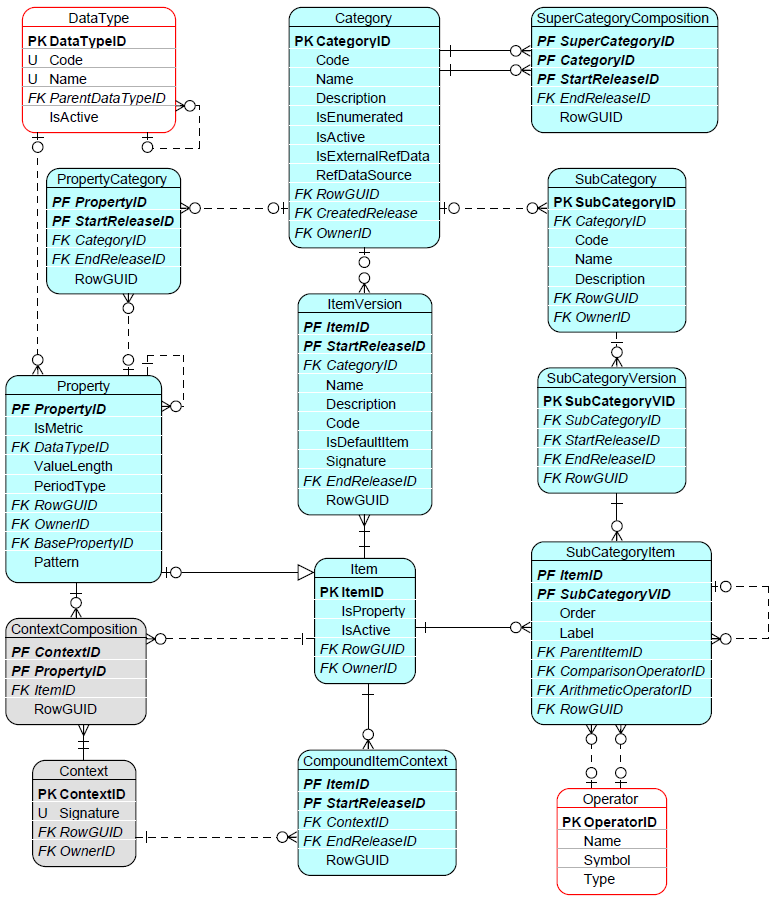 DataType
PK DataTypeID
U Code
U Name
FK ParentDataTypeID
IsActive
Category
PK CategoryID
Code
Name
Description
IsEnumerated
IsActive
IsExternalRefData
RefDataSource
FK RowGUID
FK CreatedRelease
FK OwnerID
SuperCategoryComposition
PF SuperCategoryID
PF CategoryID
PF StartReleaseID
FK EndReleaseID
RowGUID
PropertyCategory
PF PropertyID
PF StartReleaseID
FK CategoryID
FK EndReleaseID
RowGUID
SubCategory
PK SubCategoryID
FK CategoryID
Code
Name
Description
FK RowGUID
FK OwnerID
ItemVersion
PF ItemID
PF StartReleaseID
FK CategoryID
Name
Description
Code
IsDefaultItem
Signature
FK EndReleaseID
RowGUID
SubCategoryVersion
PK SubCategoryVID
FK SubCategoryID
FK StartReleaseID
FK EndReleaseID
FK RowGUID
Property
PF PropertyID
IsMetric
FK DataTypeID
ValueLength
PeriodType
FK RowGUID
FK OwnerID
FK BasePropertyID
Pattern
Item
PK ItemID
IsProperty
IsActive
FK RowGUID
FK OwnerID
SubCategoryItem
PF ItemID
PF SubCategoryVID
Order
Label
FK ParentItemID
FK ComparisonOperatorID
FK ArithmeticOperatorID
FK RowGUID
ContextComposition
PF ContextID
PF PropertyID
FK ItemID
RowGUID
Context
PK ContextID
U Signature
FK RowGUID
FK OwnerID
CompoundItemContext
PF ItemID
PF StartReleaseID
FK ContextID
FK EndReleaseID
RowGUID
Operator
PK OperatorID
Name
Symbol
Type